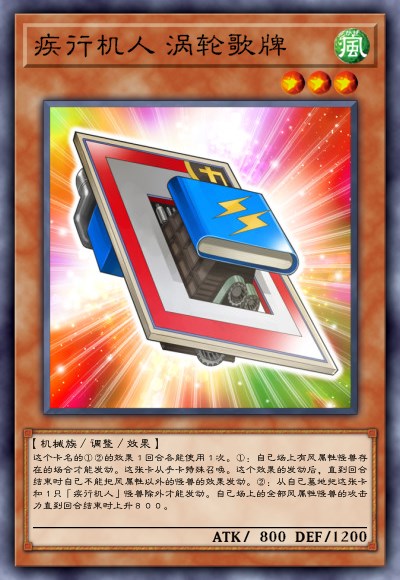 疾行机人 涡轮歌牌
風
【机械族／调整／效果】
这个卡名的①②的效果1回合各能使用1次。①：自己场上有风属性怪兽存
在的场合才能发动。这张卡从手卡特殊召唤。这个效果的发动后，直到回合
结束时自己不能把风属性以外的怪兽的效果发动。②：从自己墓地把这张卡
和1只「疾行机人」怪兽除外才能发动。自己场上的全部风属性怪兽的攻击
力直到回合结束时上升８００。
ATK/ 800 DEF/1200